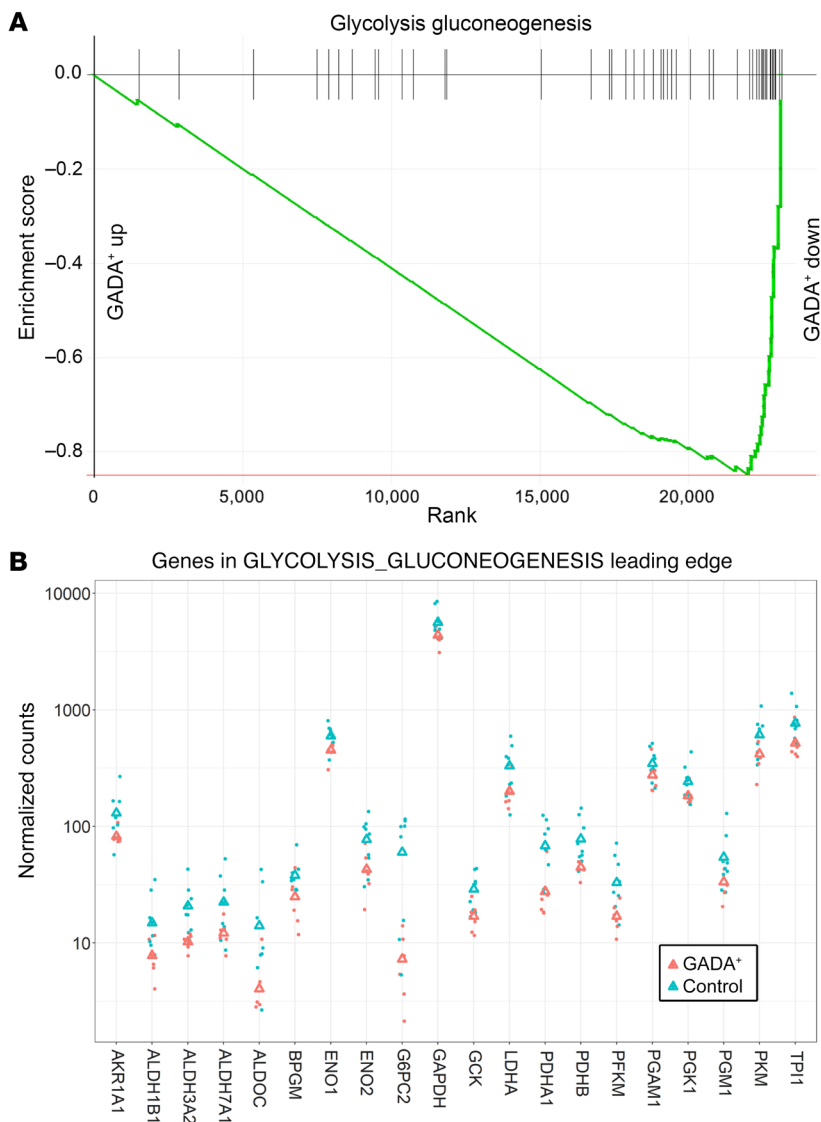 A
Glycolysis gluconeogenesis
0.0
–0.2
–0.4
–0.6
–0.8
Enrichment score
GADA+ up
GADA+ down
0
5,000
10,000
15,000
20,000
Rank
B
Genes in GLYCOLYSIS_GLUCONEOGENESIS leading edge
10000
1000
100
10
Normalized counts
GADA+
Control
AKR1A1
ALDH1B1
ALDH3A2
ALDH7A1
ALDOC
BPGM
ENO1
ENO2
G6PC2
GAPDH
GCK
LDHA
PDHA1
PDHB
PFKM
PGAM1
PGK1
PGM1
PKM
TPI1